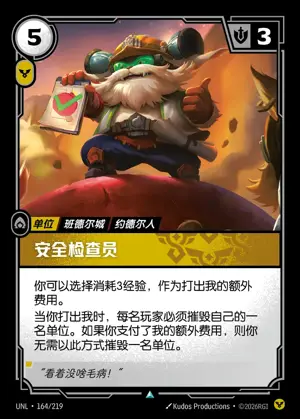 5
3
单位 班德尔城 约德尔人
安全检查员
你可以选择消耗3经验，作为打出我的额外
费用。
当你打出我时，每名玩家必须摧毁自己的一
名单位。如果你支付了我的额外费用，则你
无需以此方式摧毁一名单位。
"看着没啥毛病！"
UNL · 164/219
Kudos Productions · ©2026RGI